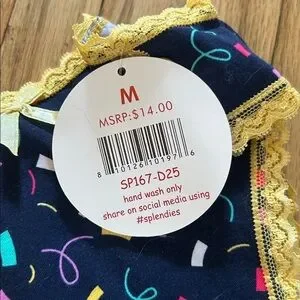 M
MSRP:$14.00
8 10126 10197 6
SP167-D25
hand wash only
share on social media using
#splendies